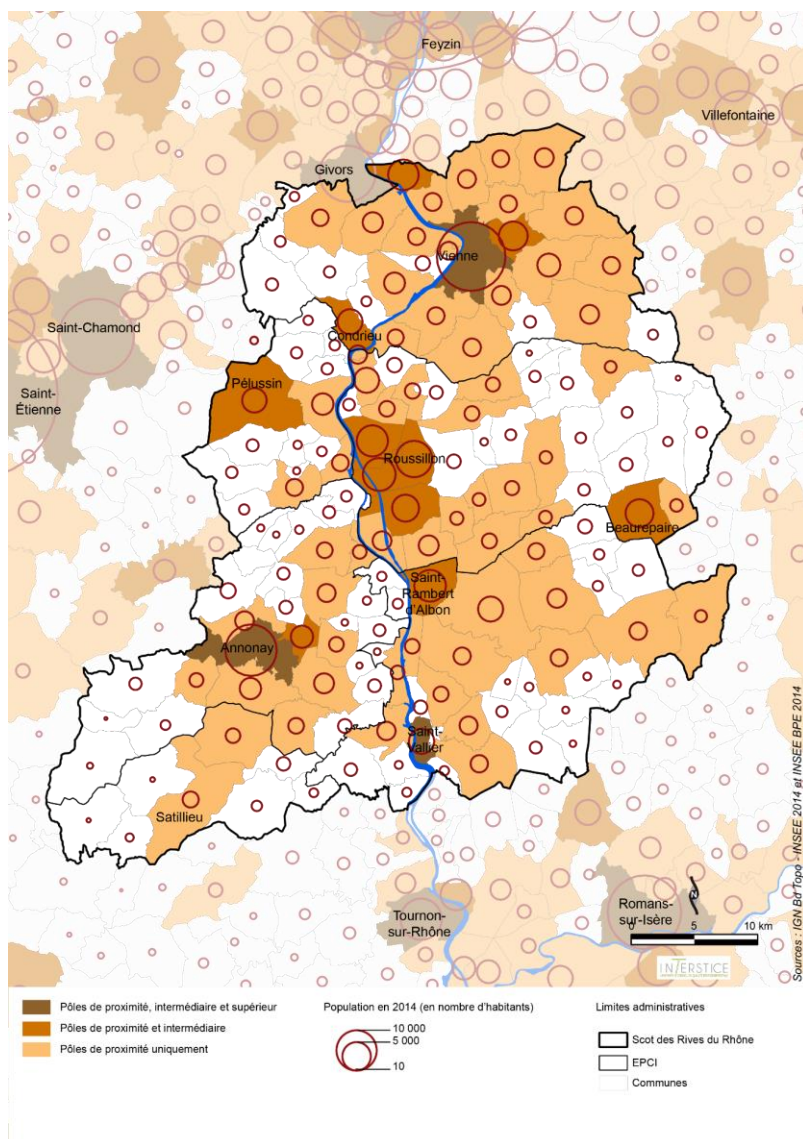 Feyzin
Villefontaine
Givors
Vienne
Saint-Chamond
Condrieu
Saint-
Étienne
Pélussin
Roussillon
Beaurepaire
Saint-
Rambert
d'Albon
Annonay
Saint-
Vallier
Satillieu
Tournon-
sur-Rhône
Romans-
sur-Isère
N
0 5 10 km
INTERSTICE
Sources : IGN Bd Topo - INSEE 2014 et INSEE BPE 2014
Pôles de proximité, intermédiaire et supérieur
Pôles de proximité et intermédiaire
Pôles de proximité uniquement
Population en 2014 (en nombre d'habitants)
10 000
5 000
10
Limites administratives
Scot des Rives du Rhône
EPCI
Communes